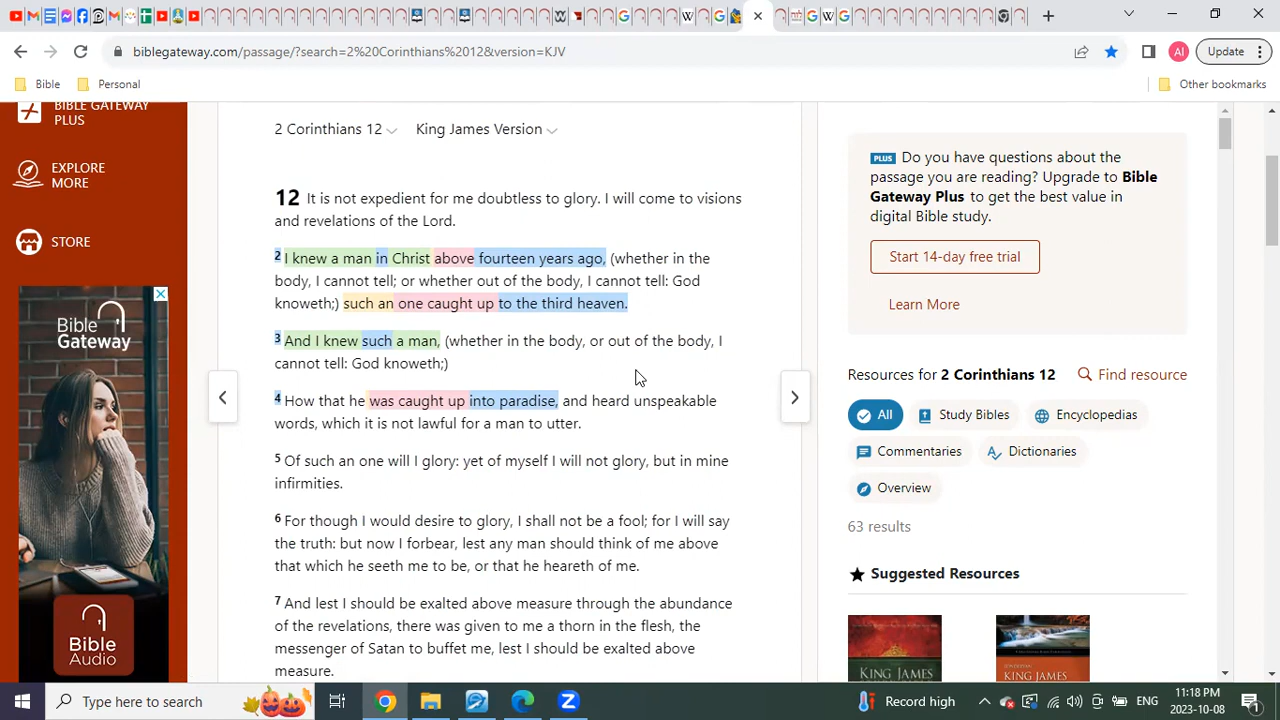 biblegateway.com/passage/?search=2%20Corinthians%2012&version=KJV
AI
Update
Bible
Personal
Other bookmarks
BIBLE GATEWAY
PLUS
EXPLORE
MORE
STORE
Bible
Gateway
Bible
Audio
2 Corinthians 12
King James Version
12 It is not expedient for me doubtless to glory. I will come to visions
and revelations of the Lord.
2 I knew a man in Christ above fourteen years ago, (whether in the
body, I cannot tell; or whether out of the body, I cannot tell: God
knoweth;) such an one caught up to the third heaven.
3 And I knew such a man, (whether in the body, or out of the body, I
cannot tell: God knoweth;)
4 How that he was caught up into paradise, and heard unspeakable
words, which it is not lawful for a man to utter.
5 Of such an one will I glory: yet of myself I will not glory, but in mine
infirmities.
6 For though I would desire to glory, I shall not be a fool; for I will say
the truth: but now I forbear, lest any man should think of me above
that which he seeth me to be, or that he heareth of me.
7 And lest I should be exalted above measure through the abundance
of the revelations, there was given to me a thorn in the flesh, the
messenger of Satan to buffet me, lest I should be exalted above
PLUS Do you have questions about the
passage you are reading? Upgrade to Bible
Gateway Plus to get the best value in
digital Bible study.
Start 14-day free trial
Learn More
Resources for 2 Corinthians 12
Find resource
All
Study Bibles
Encyclopedias
Commentaries
Dictionaries
Overview
63 results
Suggested Resources
KING JAMES
KING JAMES
Type here to search
Record high
ENG
11:18 PM
2023-10-08
1